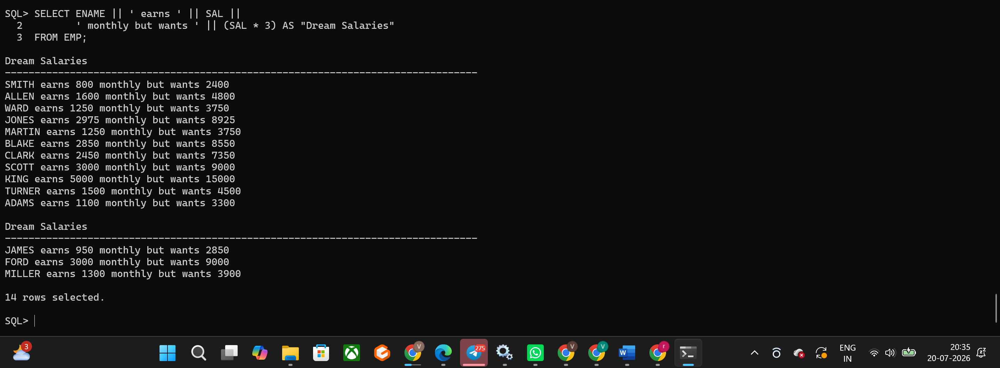 SQL> SELECT ENAME || ' earns ' || SAL ||
  2         ' monthly but wants ' || (SAL * 3) AS "Dream Salaries"
  3  FROM EMP;
Dream Salaries
--------------------------------------------------------------------------------
SMITH earns 800 monthly but wants 2400
ALLEN earns 1600 monthly but wants 4800
WARD earns 1250 monthly but wants 3750
JONES earns 2975 monthly but wants 8925
MARTIN earns 1250 monthly but wants 3750
BLAKE earns 2850 monthly but wants 8550
CLARK earns 2450 monthly but wants 7350
SCOTT earns 3000 monthly but wants 9000
KING earns 5000 monthly but wants 15000
TURNER earns 1500 monthly but wants 4500
ADAMS earns 1100 monthly but wants 3300
Dream Salaries
--------------------------------------------------------------------------------
JAMES earns 950 monthly but wants 2850
FORD earns 3000 monthly but wants 9000
MILLER earns 1300 monthly but wants 3900
14 rows selected.
SQL>
3
V
275
V
V
W
r
ENG
IN
20:35
20-07-2026